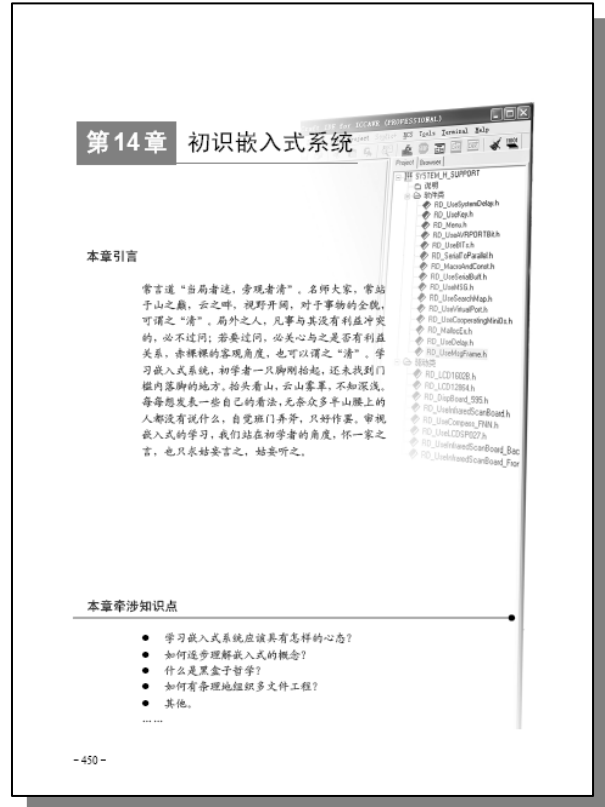 IDE for ICCAVR (PROFESSIONAL)
RCS Tools Terminal Help
第14章 初识嵌入式系统
Project Browser
SYSTEM_H_SUPPORT
说明
软件类
RD_UseSystemDelay.h
RD_UseKey.h
RD_Menu.h
RD_UseAVRPORTBit.h
RD_UseBITs.h
RD_SerialToParallel.h
RD_MacroAndConst.h
RD_UseSerialBuff.h
RD_UseMSG.h
RD_UseSearchMap.h
RD_UseVirtualPort.h
RD_UseCooperatingMiniOs.h
RD_MallocEx.h
RD_UseDelay.h
RD_UseMsgFrame.h
驱动类
RD_LCD1602B.h
RD_LCD12864.h
RD_DispBoard_595.h
RD_UseInfraredScanBoard.h
RD_UseCompass_FNN.h
RD_UseLCDSP027.h
RD_UseInfraredScanBoard_Bac
RD_UseInfraredScanBoard_Fron
本章引言
常言道“当局者迷，旁观者清”。名师大家，常站
于山之巅，云之畔，视野开阔，对于事物的全貌，
可谓之“清”。局外之人，凡事与其没有利益冲突
的，必不过问；若要过问，必关心与之是否有利益
关系，赤裸裸的客观角度，也可以谓之“清”。学
习嵌入式系统，初学者一只脚刚抬起，还未找到门
槛内落脚的地方。抬头看山，云山雾罩，不知深浅。
每每想发表一些自己的看法，无奈众多半山腰上的
人都没有说什么，自觉班门弄斧，只好作罢。审视
嵌入式的学习，我们站在初学者的角度，怀一家之
言，也只求姑妄言之，姑妄听之。
本章牵涉知识点
● 学习嵌入式系统应该具有怎样的心态？
● 如何逐步理解嵌入式的概念？
● 什么是黑盒子哲学？
● 如何有条理地组织多文件工程？
● 其他。
……
- 450 -